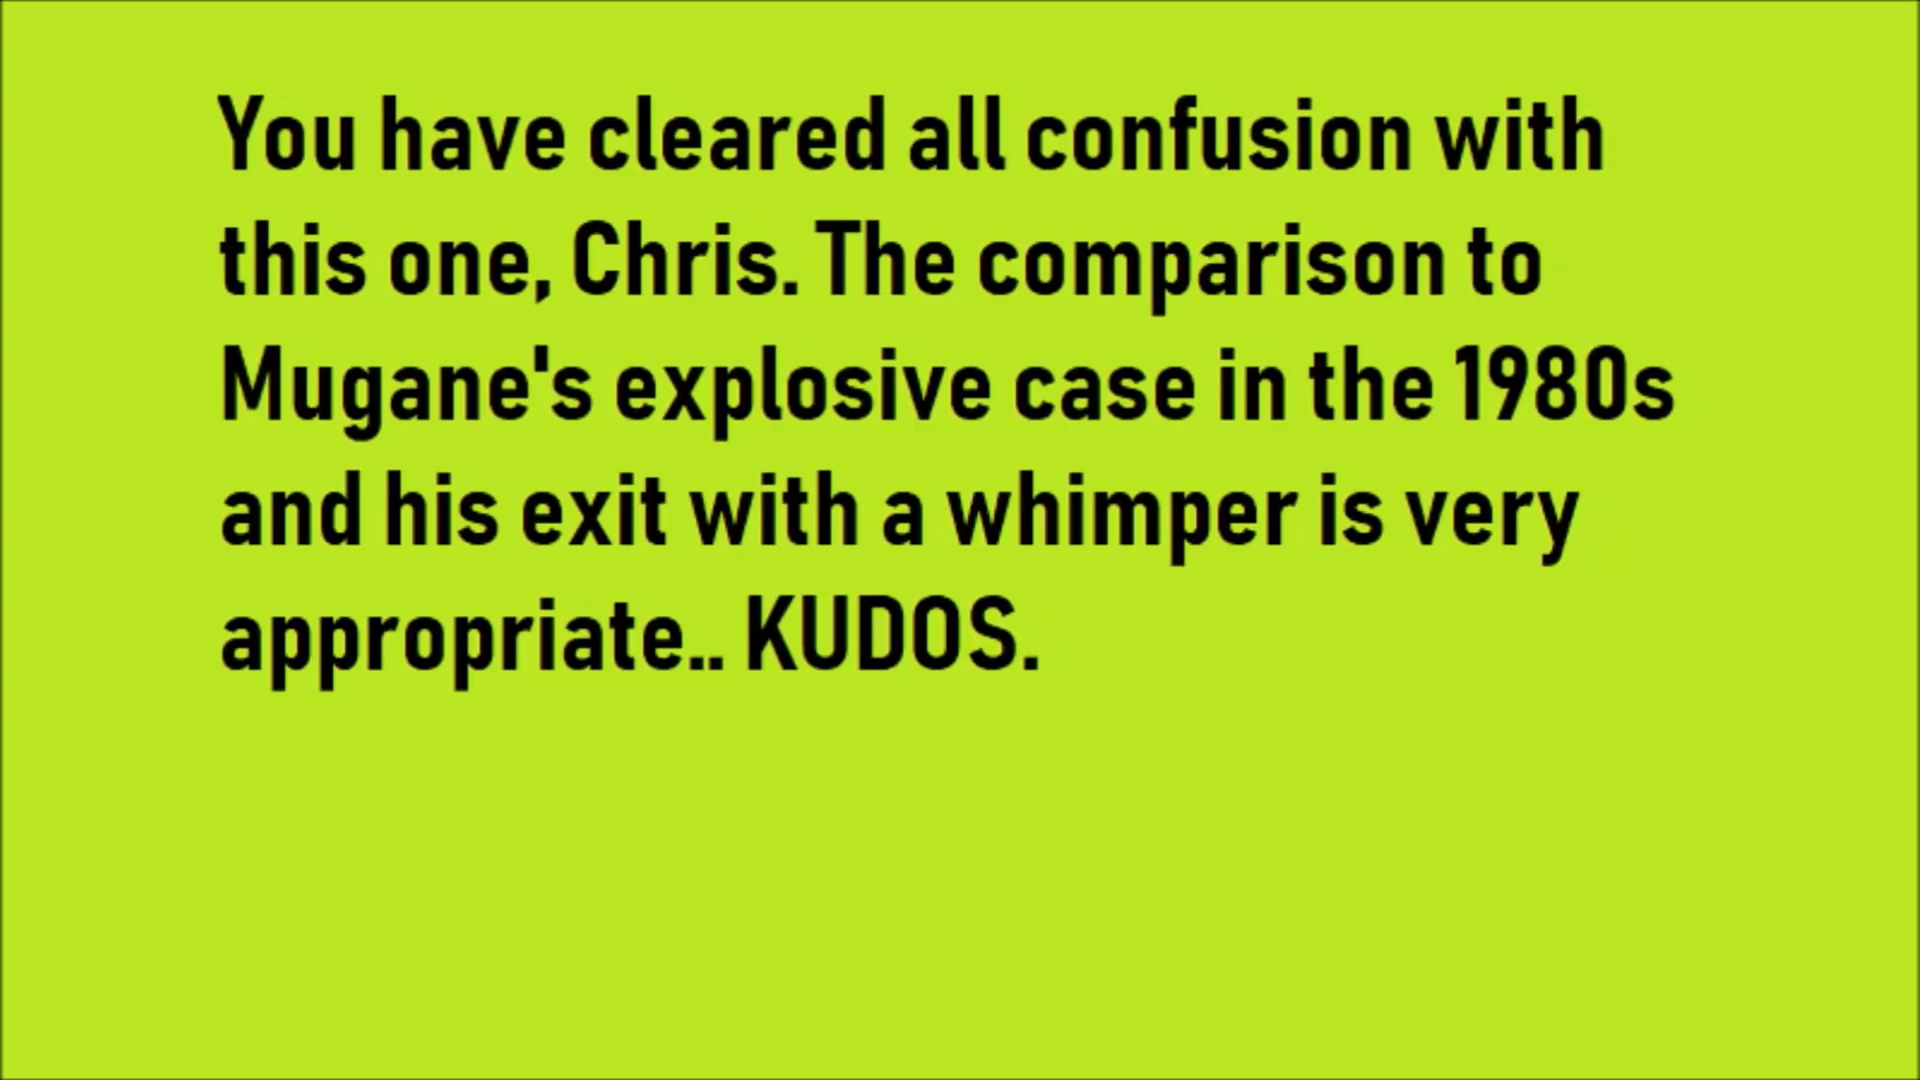 You have cleared all confusion with
this one, Chris. The comparison to
Mugane's explosive case in the 1980s
and his exit with a whimper is very
appropriate.. KUDOS.